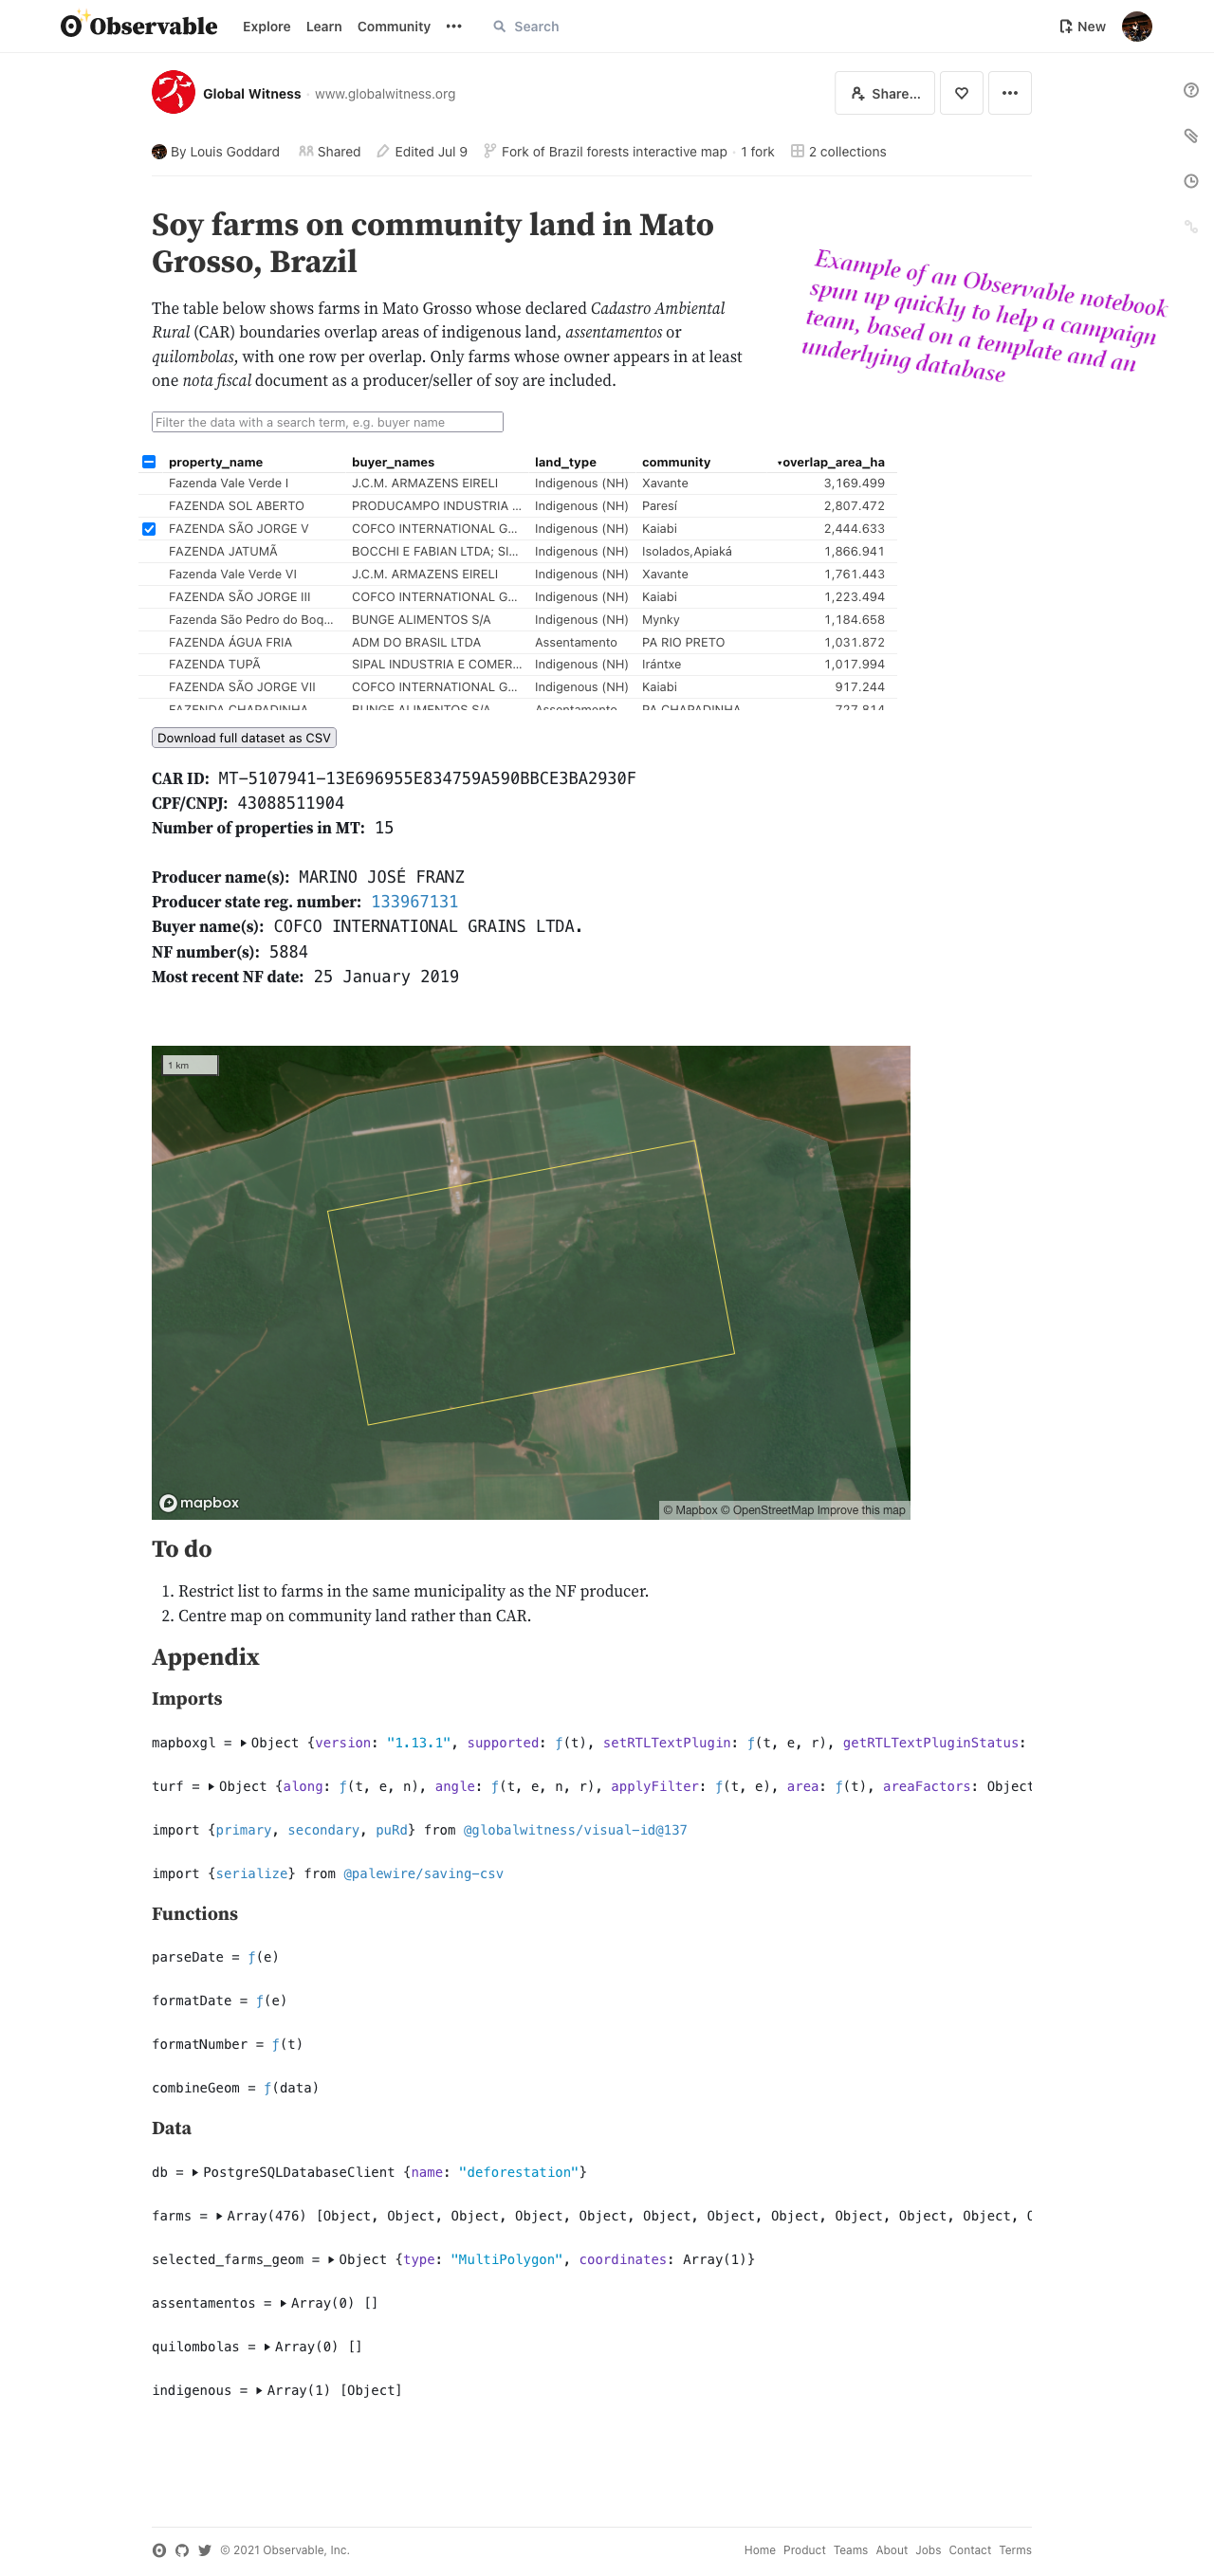 Observable
Explore Learn Community ••• Search
New
Global Witness · www.globalwitness.org
Share...
By Louis Goddard Shared Edited Jul 9 Fork of Brazil forests interactive map · 1 fork 2 collections
Soy farms on community land in Mato
Grosso, Brazil
Example of an Observable notebook
spun up quickly to help a campaign
team, based on a template and an
underlying database
The table below shows farms in Mato Grosso whose declared Cadastro Ambiental
Rural (CAR) boundaries overlap areas of indigenous land, assentamentos or
quilombolas, with one row per overlap. Only farms whose owner appears in at least
one nota fiscal document as a producer/seller of soy are included.
Filter the data with a search term, e.g. buyer name
property_name buyer_names land_type community ▾overlap_area_ha
Fazenda Vale Verde I J.C.M. ARMAZENS EIRELI Indigenous (NH) Xavante 3,169.499
FAZENDA SOL ABERTO PRODUCAMPO INDUSTRIA ... Indigenous (NH) Paresí 2,807.472
FAZENDA SÃO JORGE V COFCO INTERNATIONAL G... Indigenous (NH) Kaiabi 2,444.633
FAZENDA JATUMÃ BOCCHI E FABIAN LTDA; SI... Indigenous (NH) Isolados,Apiaká 1,866.941
Fazenda Vale Verde VI J.C.M. ARMAZENS EIRELI Indigenous (NH) Xavante 1,761.443
FAZENDA SÃO JORGE III COFCO INTERNATIONAL G... Indigenous (NH) Kaiabi 1,223.494
Fazenda São Pedro do Boq... BUNGE ALIMENTOS S/A Indigenous (NH) Mynky 1,184.658
FAZENDA ÁGUA FRIA ADM DO BRASIL LTDA Assentamento PA RIO PRETO 1,031.872
FAZENDA TUPÃ SIPAL INDUSTRIA E COMER... Indigenous (NH) Irántxe 1,017.994
FAZENDA SÃO JORGE VII COFCO INTERNATIONAL G... Indigenous (NH) Kaiabi 917.244
FAZENDA CHAPADINHA BUNGE ALIMENTOS S/A Assentamento PA CHAPADINHA 727.814
Download full dataset as CSV
CAR ID: MT-5107941-13E696955E834759A590BBCE3BA2930F
CPF/CNPJ: 43088511904
Number of properties in MT: 15
Producer name(s): MARINO JOSÉ FRANZ
Producer state reg. number: 133967131
Buyer name(s): COFCO INTERNATIONAL GRAINS LTDA.
NF number(s): 5884
Most recent NF date: 25 January 2019
1 km
mapbox
© Mapbox © OpenStreetMap Improve this map
To do
1. Restrict list to farms in the same municipality as the NF producer.
2. Centre map on community land rather than CAR.
Appendix
Imports
mapboxgl = ▸Object {version: "1.13.1", supported: ƒ(t), setRTLTextPlugin: ƒ(t, e, r), getRTLTextPluginStatus:
turf = ▸Object {along: ƒ(t, e, n), angle: ƒ(t, e, n, r), applyFilter: ƒ(t, e), area: ƒ(t), areaFactors: Object
import {primary, secondary, puRd} from @globalwitness/visual-id@137
import {serialize} from @palewire/saving-csv
Functions
parseDate = ƒ(e)
formatDate = ƒ(e)
formatNumber = ƒ(t)
combineGeom = ƒ(data)
Data
db = ▸PostgreSQLDatabaseClient {name: "deforestation"}
farms = ▸Array(476) [Object, Object, Object, Object, Object, Object, Object, Object, Object, Object, Object,
selected_farms_geom = ▸Object {type: "MultiPolygon", coordinates: Array(1)}
assentamentos = ▸Array(0) []
quilombolas = ▸Array(0) []
indigenous = ▸Array(1) [Object]
© 2021 Observable, Inc.
Home Product Teams About Jobs Contact Terms